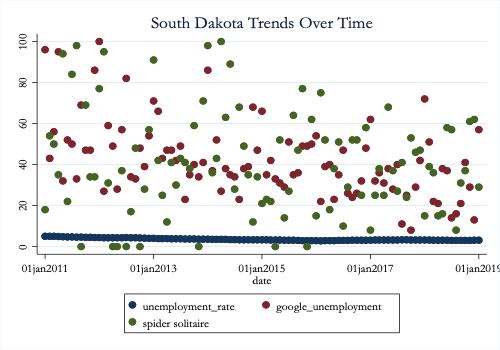 South Dakota Trends Over Time
100
80
60
40
20
0
01jan2011 01jan2013 01jan2015 01jan2017 01jan2019
date
unemployment_rate google_unemployment
spider solitaire